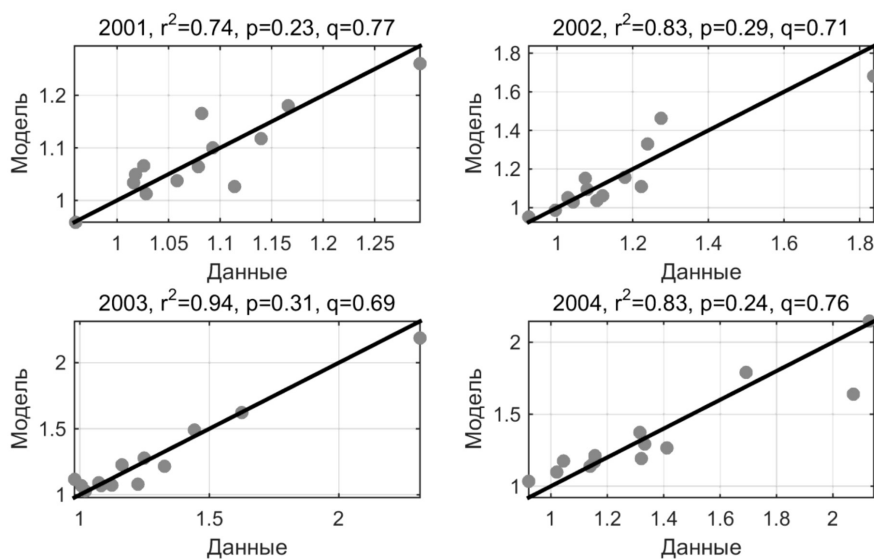 2001, r²=0.74, p=0.23, q=0.77
Модель
1.2
1.1
1
1
1.05
1.1
1.15
1.2
1.25
Данные
2002, r²=0.83, p=0.29, q=0.71
Модель
1.8
1.6
1.4
1.2
1
1
1.2
1.4
1.6
1.8
Данные
2003, r²=0.94, p=0.31, q=0.69
Модель
2
1.5
1
1
1.5
2
Данные
2004, r²=0.83, p=0.24, q=0.76
Модель
2
1.5
1
1
1.2
1.4
1.6
1.8
2
Данные